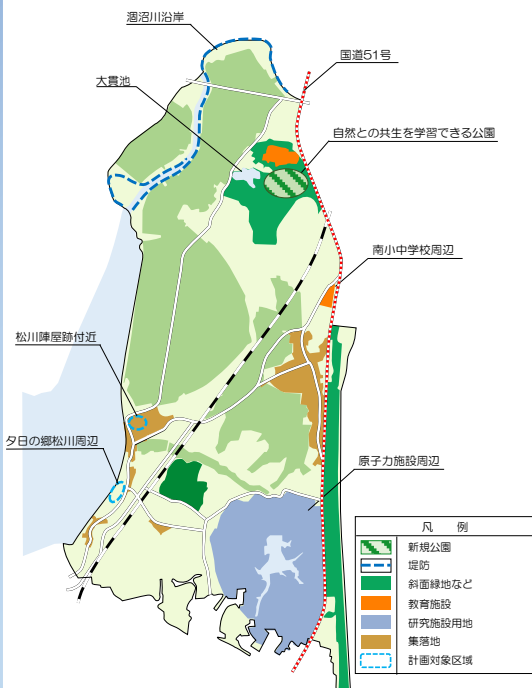 涸沼川沿岸
国道51号
大貫池
自然との共生を学習できる公園
南小中学校周辺
松川陣屋跡付近
夕日の郷松川周辺
原子力施設周辺
凡 例
新規公園
堤防
斜面緑地など
教育施設
研究施設用地
集落地
計画対象区域